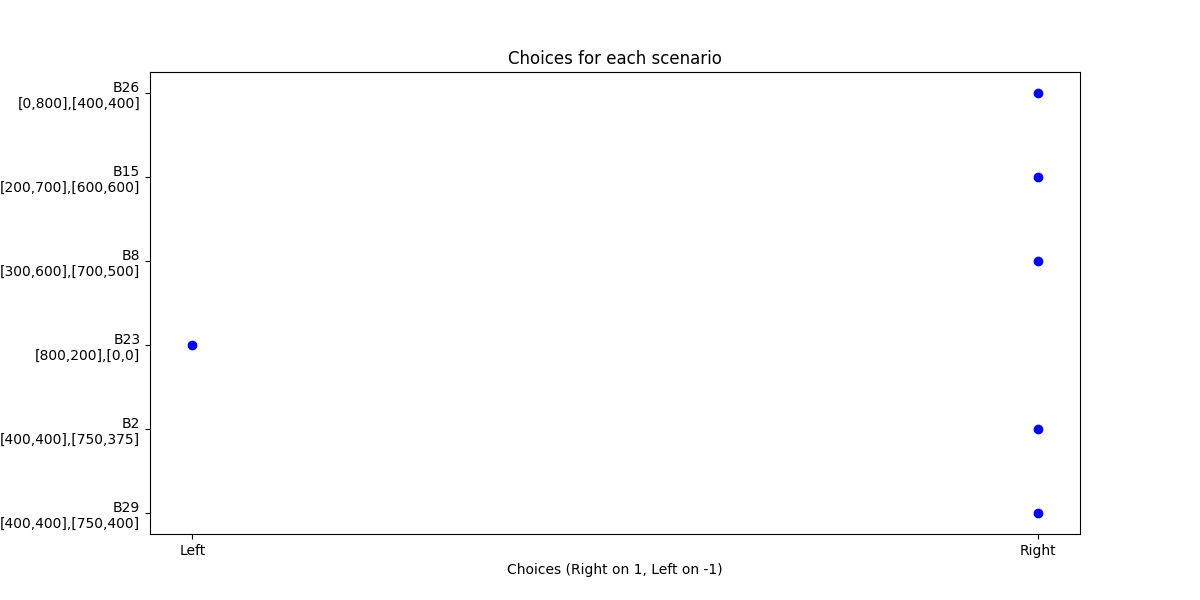 Choices for each scenario
B26
[0,800],[400,400]
B15
[200,700],[600,600]
B8
[300,600],[700,500]
B23
[800,200],[0,0]
B2
[400,400],[750,375]
B29
[400,400],[750,400]
Left
Right
Choices (Right on 1, Left on -1)